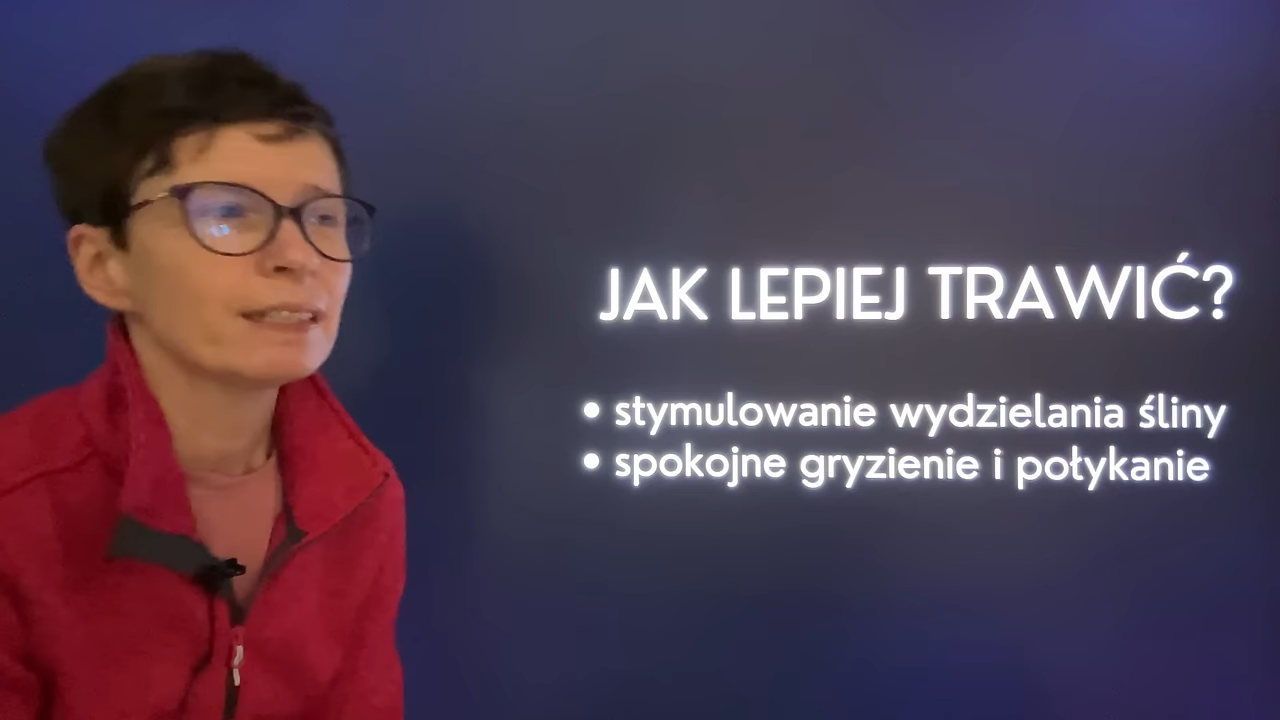 JAK LEPIEJ TRAWIĆ?
• stymulowanie wydzielania śliny
• spokojne gryzienie i połykanie